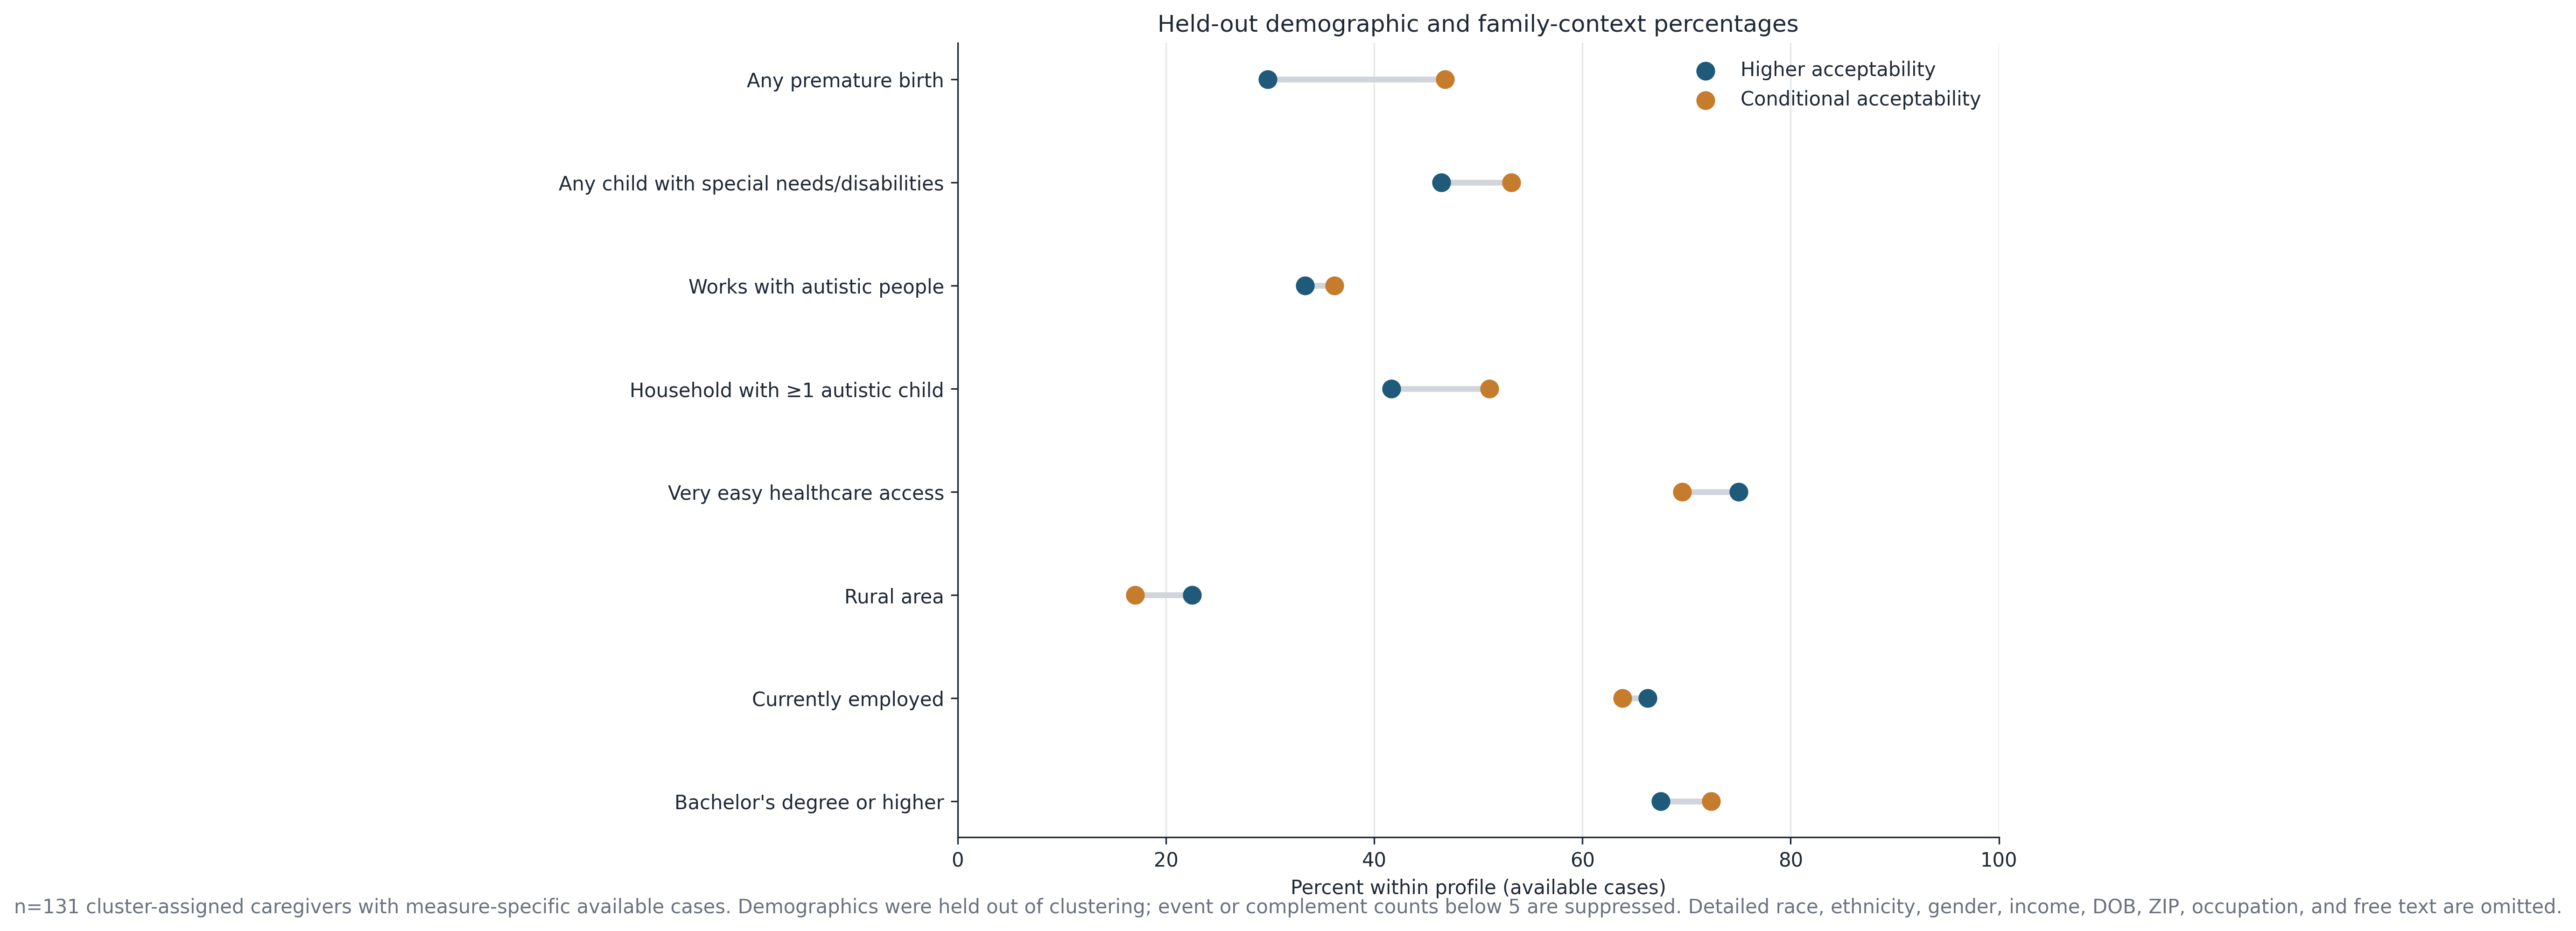 Held-out demographic and family-context percentages
Higher acceptability
Conditional acceptability
Any premature birth
Any child with special needs/disabilities
Works with autistic people
Household with ≥1 autistic child
Very easy healthcare access
Rural area
Currently employed
Bachelor's degree or higher
0 20 40 60 80 100
Percent within profile (available cases)
n=131 cluster-assigned caregivers with measure-specific available cases. Demographics were held out of clustering; event or complement counts below 5 are suppressed. Detailed race, ethnicity, gender, income, DOB, ZIP, occupation, and free text are omitted.